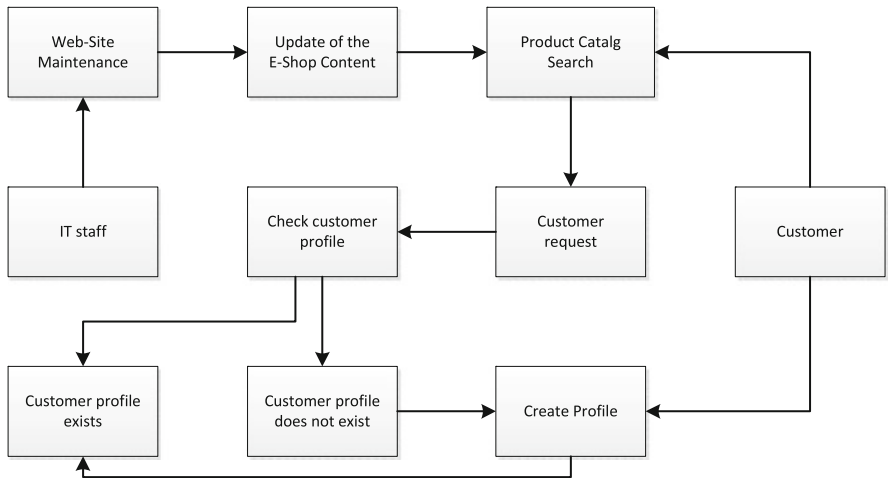 Web-Site
Maintenance
Update of the
E-Shop Content
Product Catalg
Search
IT staff
Check customer
profile
Customer
request
Customer
Customer profile
exists
Customer profile
does not exist
Create Profile